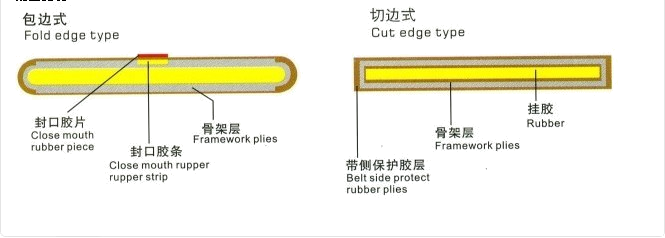 包边式
Fold edge type
切边式
Cut edge type
封口胶片
Close mouth
rubber piece
封口胶条
Close mouth rupper
rupper strip
骨架层
Framework plies
挂胶
Rubber
骨架层
Framework plies
带侧保护胶层
Belt side protect
rubber plies